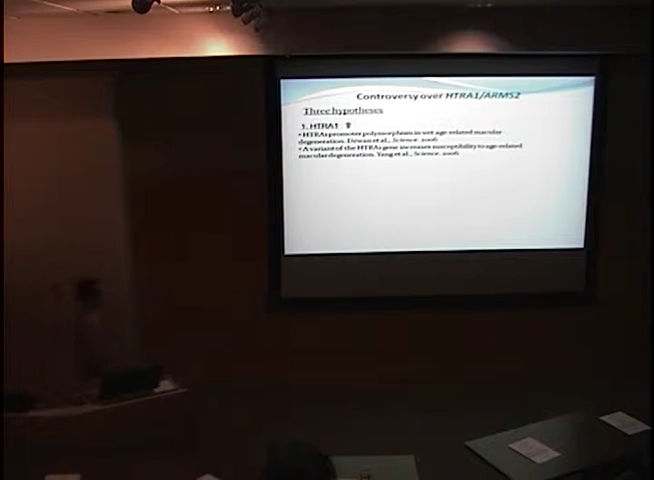 Controversy over HTRA1/ARMS2
Three hypotheses
1. HTRA1 ⇧
• HTRA1 promoter polymorphism in wet age-related macular
degeneration. Dewan et al., Science. 2006
• A variant of the HTRA1 gene increases susceptibility to age-related
macular degeneration. Yang et al., Science. 2006